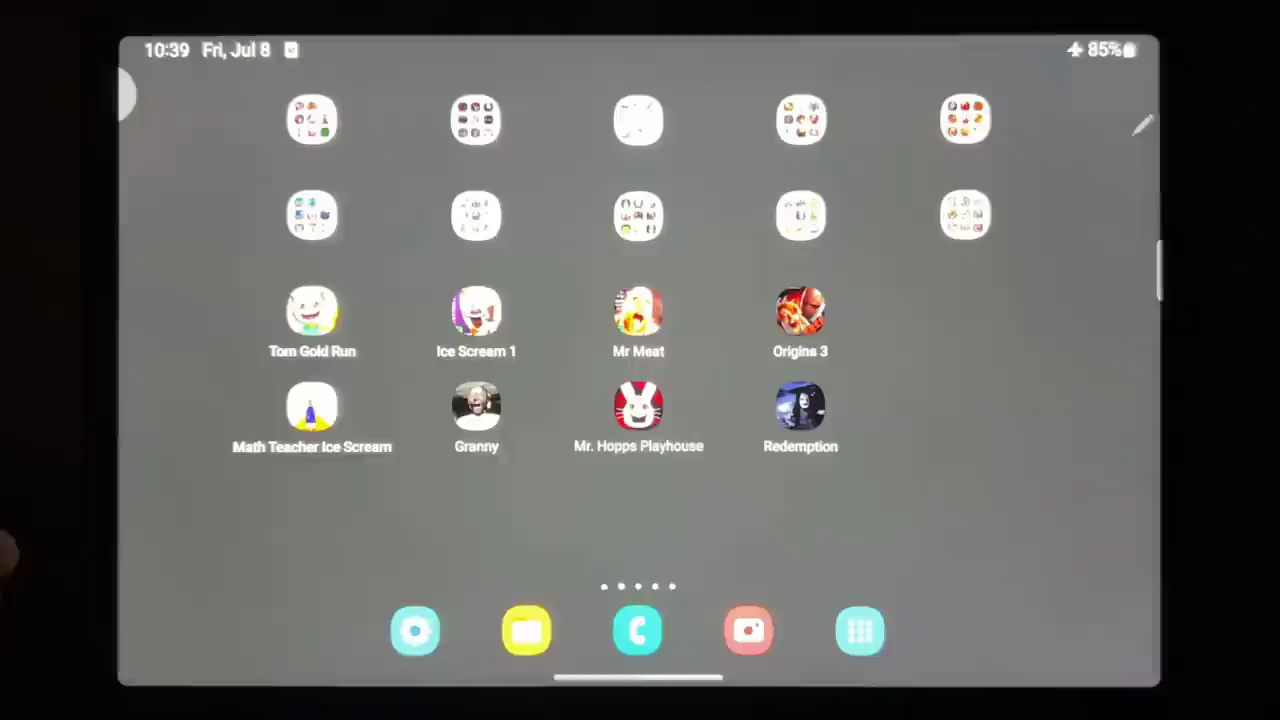 10:39 Fri, Jul 8 85%
Tom Gold Run Ice Scream 1 Mr Meat Origins 3
Math Teacher Ice Scream Granny Mr. Hopps Playhouse Redemption